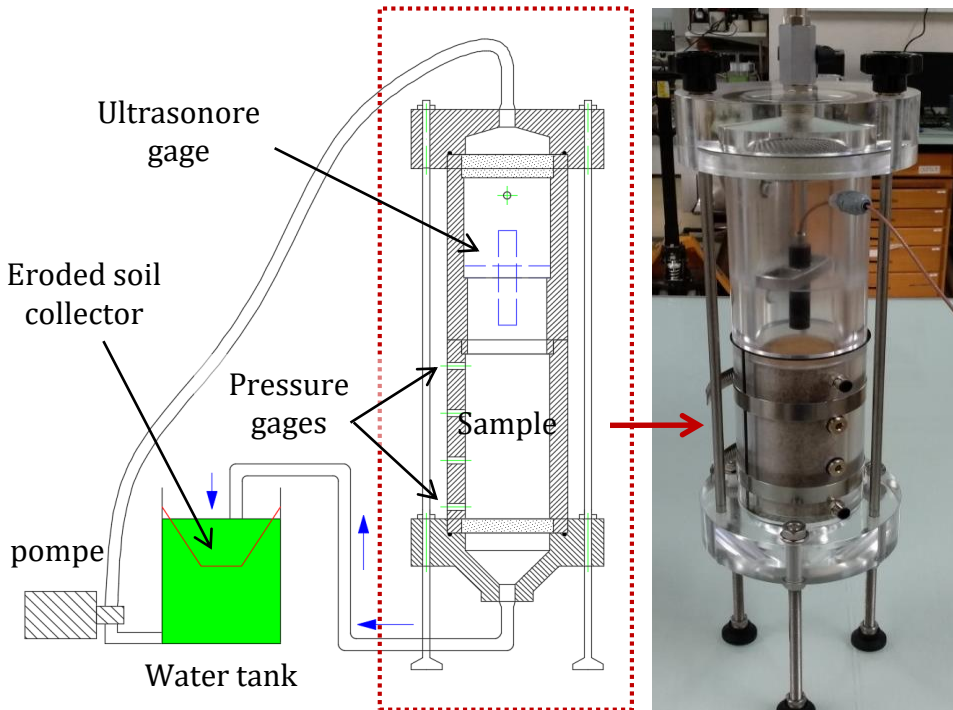 Ultrasonore
gage
Eroded soil
collector
Pressure
gages
Sample
pompe
Water tank